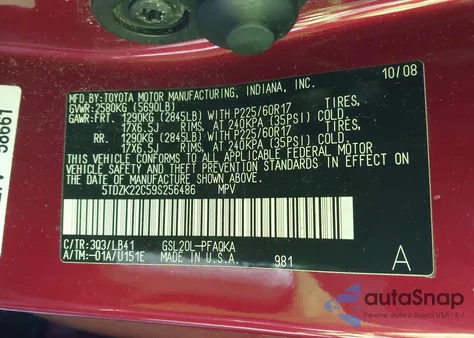 MFD.BY:TOYOTA MOTOR MANUFACTURING, INDIANA, INC. 10/08
GVWR:2580KG (5690LB)
GAWR:FRT. 1290KG (2845LB) WITH P225/60R17 TIRES,
17X6.5J RIMS, AT 240KPA (35PSI) COLD.
RR. 1290KG (2845LB) WITH P225/60R17 TIRES,
17X6.5J RIMS, AT 240KPA (35PSI) COLD.
THIS VEHICLE CONFORMS TO ALL APPLICABLE FEDERAL MOTOR
VEHICLE SAFETY AND THEFT PREVENTION STANDARDS IN EFFECT
ON THE DATE OF MANUFACTURE SHOWN ABOVE.
5TDZK22C59S256486 MPV
C/TR:303/LB41 GSL20L-PFAQKA
A/TM:-01A/U151E 981 A
autoSnap